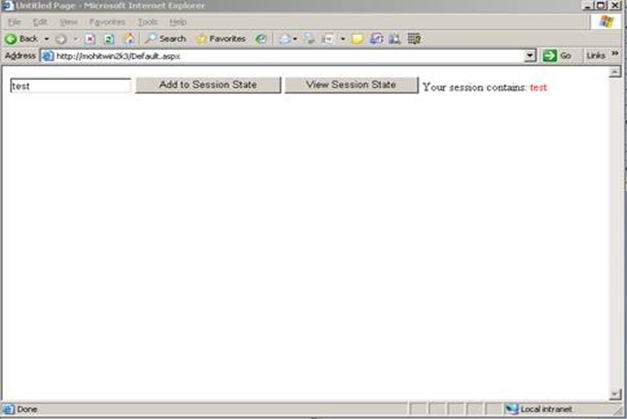 Untitled Page - Microsoft Internet Explorer
File Edit View Favorites Tools Help
Back Search Favorites
Address http://mohitwin2k3/Default.aspx Go Links »
test Add to Session State View Session State Your session contains: test
Done Local intranet